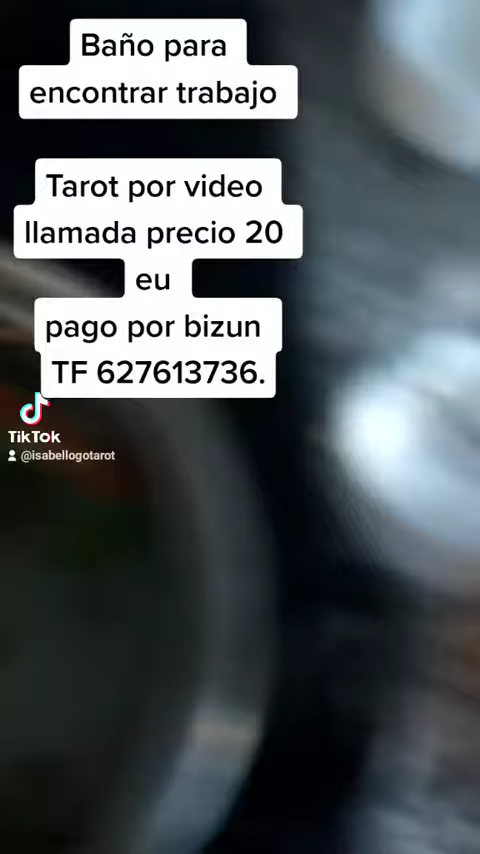 Baño para
encontrar trabajo
Tarot por video
llamada precio 20
eu
pago por bizun
TF 627613736.
TikTok
@isabellogotarot